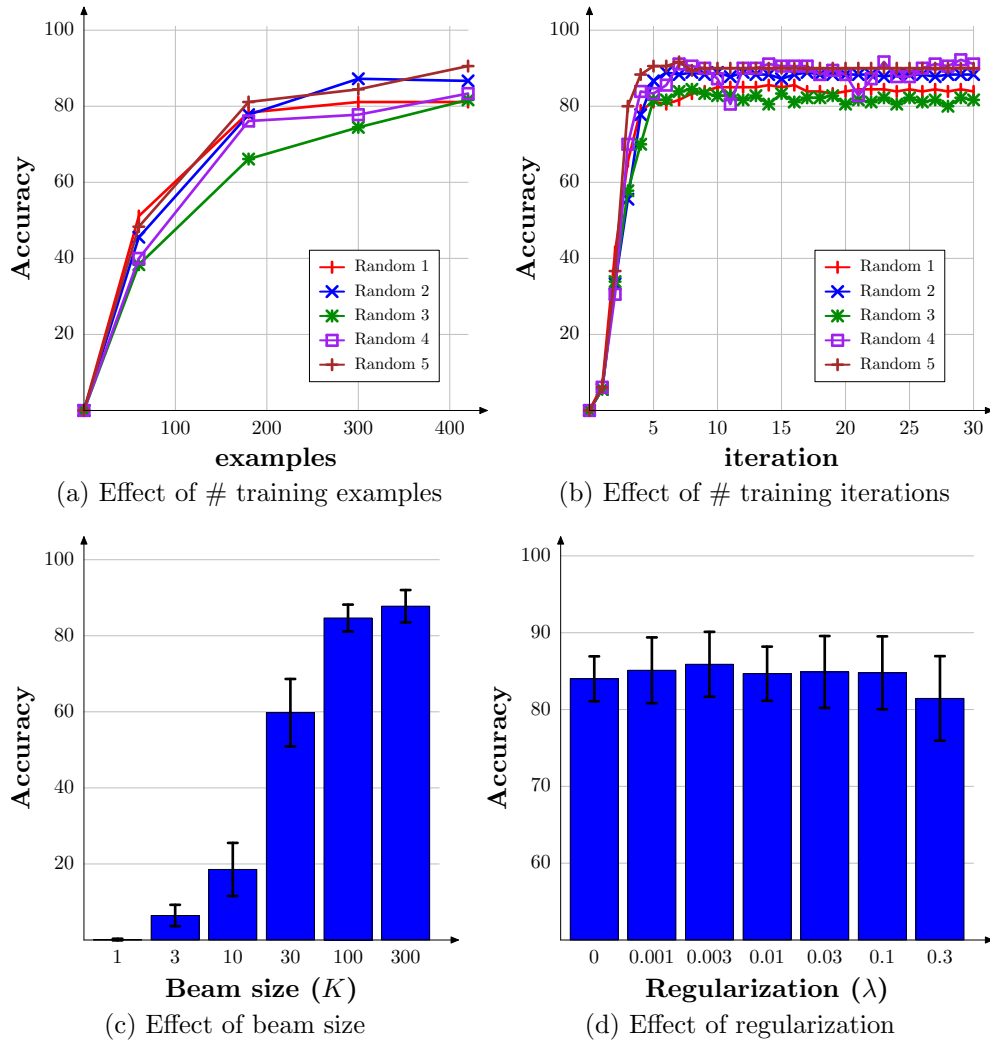 100
80
60
40
20
Accuracy
100 200 300 400
examples
Random 1
Random 2
Random 3
Random 4
Random 5
(a) Effect of # training examples
100
80
60
40
20
Accuracy
5 10 15 20 25 30
iteration
Random 1
Random 2
Random 3
Random 4
Random 5
(b) Effect of # training iterations
100
80
60
40
20
Accuracy
1 3 10 30 100 300
Beam size (K)
(c) Effect of beam size
100
90
80
70
60
Accuracy
0 0.001 0.003 0.01 0.03 0.1 0.3
Regularization (λ)
(d) Effect of regularization